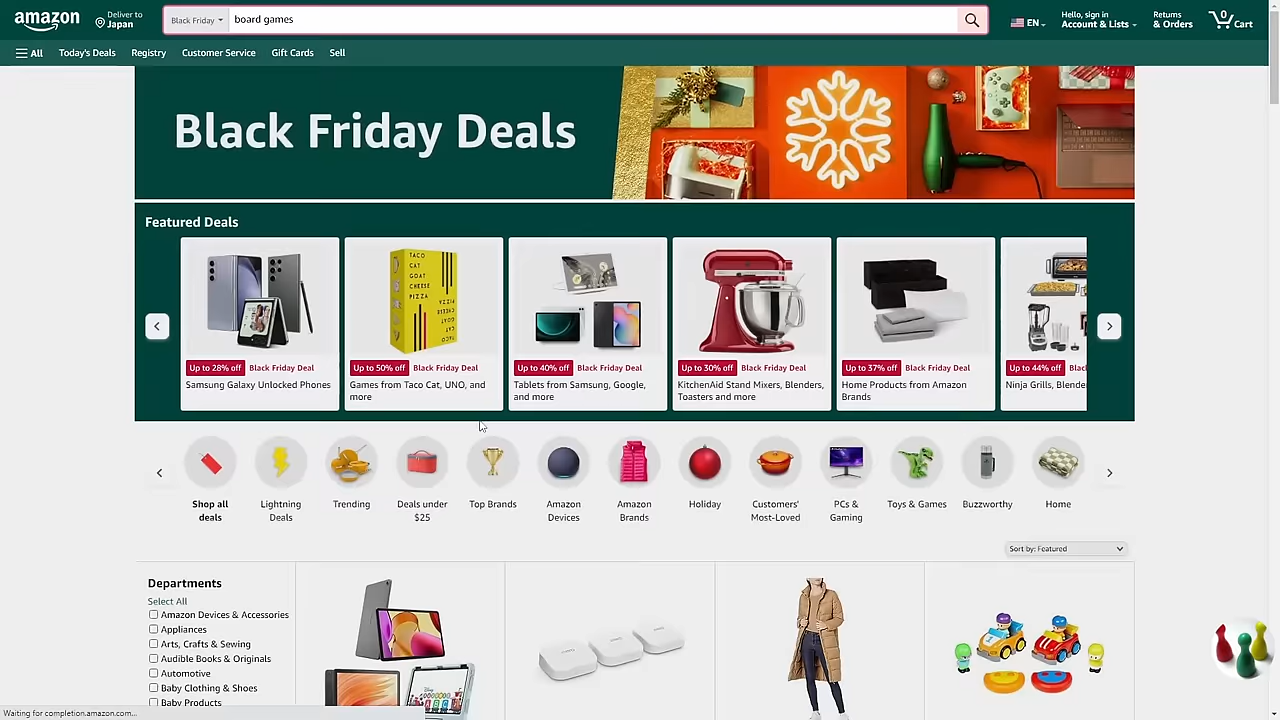 amazon
Deliver to
Japan
Black Friday
board games
EN
Hello, sign in
Account & Lists
Returns
& Orders
0
Cart
All
Today's Deals
Registry
Customer Service
Gift Cards
Sell
Black Friday Deals
Featured Deals
TACO
CAT
GOAT
CHEESE
PIZZA
Up to 28% off
Black Friday Deal
Samsung Galaxy Unlocked Phones
Up to 50% off
Black Friday Deal
Games from Taco Cat, UNO, and
more
Up to 40% off
Black Friday Deal
Tablets from Samsung, Google,
and more
Up to 30% off
Black Friday Deal
KitchenAid Stand Mixers, Blenders,
Toasters and more
Up to 37% off
Black Friday Deal
Home Products from Amazon
Brands
Up to 44% off
Blac
Ninja Grills, Blende
Shop all
deals
Lightning
Deals
Trending
Deals under
$25
Top Brands
Amazon
Devices
Amazon
Brands
Holiday
Customers'
Most-Loved
PCs &
Gaming
Toys & Games
Buzzworthy
Home
Sort by: Featured
Departments
Select All
Amazon Devices & Accessories
Appliances
Arts, Crafts & Sewing
Audible Books & Originals
Automotive
Baby Clothing & Shoes
Baby Products
Waiting for completion.amazon.com...